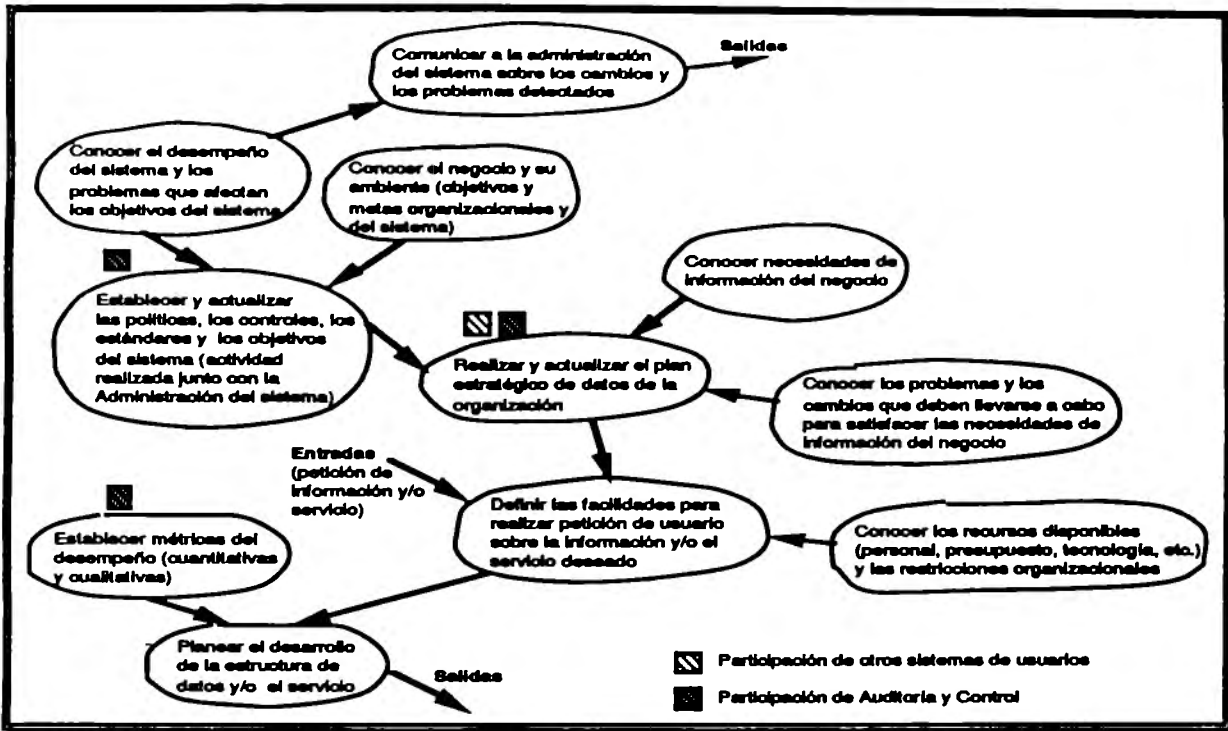 Salidas
Comunicar a la administración
del sistema sobre los cambios y
los problemas detectados
Conocer el desempeño
del sistema y los
problemas que afectan
los objetivos del sistema
Conocer el negocio y su
ambiente (objetivos y
metas organizacionales y
del sistema)
Conocer necesidades de
información del negocio
Establecer y actualizar
las políticas, los controles, los
estándares y los objetivos
del sistema (actividad
realizada junto con la
Administración del sistema)
Realizar y actualizar el plan
estratégico de datos de la
organización
Conocer los problemas y los
cambios que deben llevarse a cabo
para satisfacer las necesidades de
información del negocio
Entradas
(petición de
información y/o
servicio)
Definir las facilidades para
realizar petición de usuario
sobre la información y/o el
servicio deseado
Establecer métricas del
desempeño (cuantitativas
y cualitativas)
Conocer los recursos disponibles
(personal, presupuesto, tecnología, etc.)
y las restricciones organizacionales
Planear el desarrollo
de la estructura de
datos y/o el servicio
Salidas
Participación de otros sistemas de usuarios
Participación de Auditoría y Control